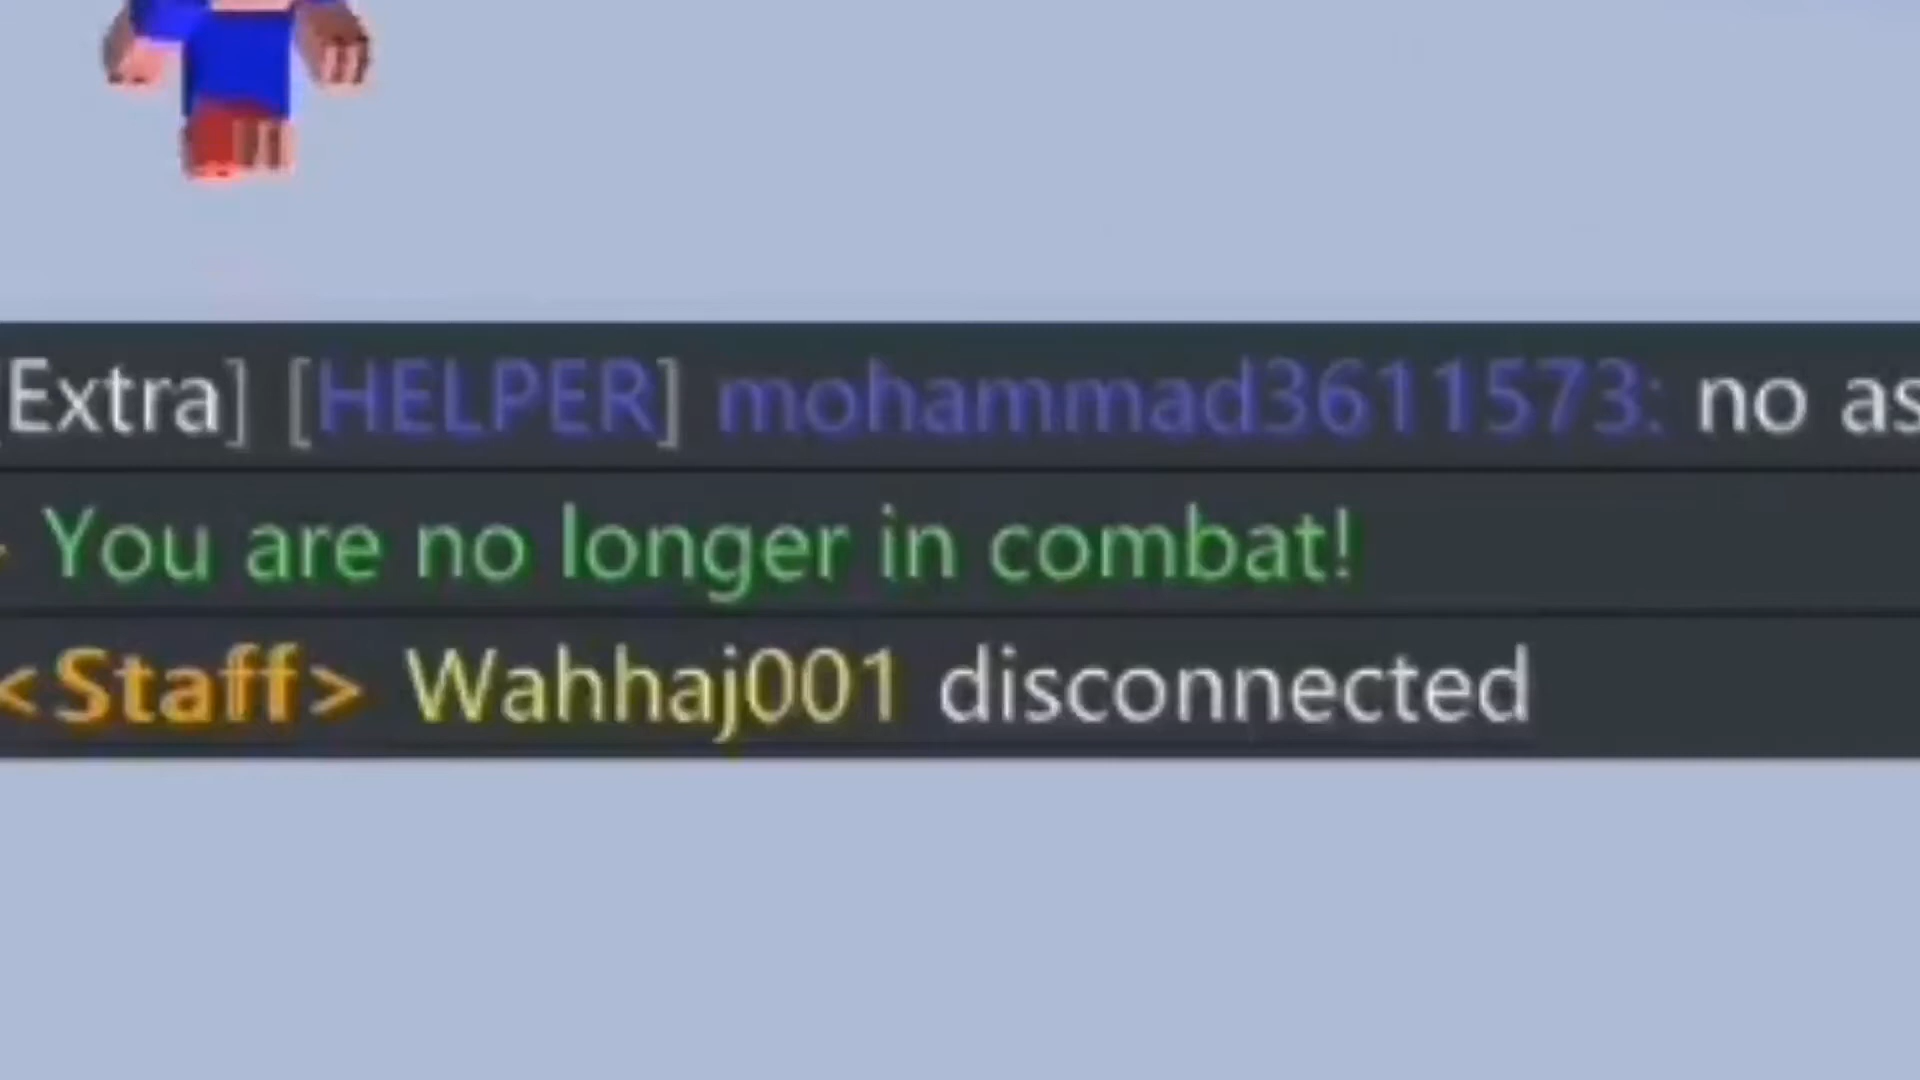 [Extra] [HELPER] mohammad3611573: no as
You are no longer in combat!
<Staff> Wahhaj001 disconnected